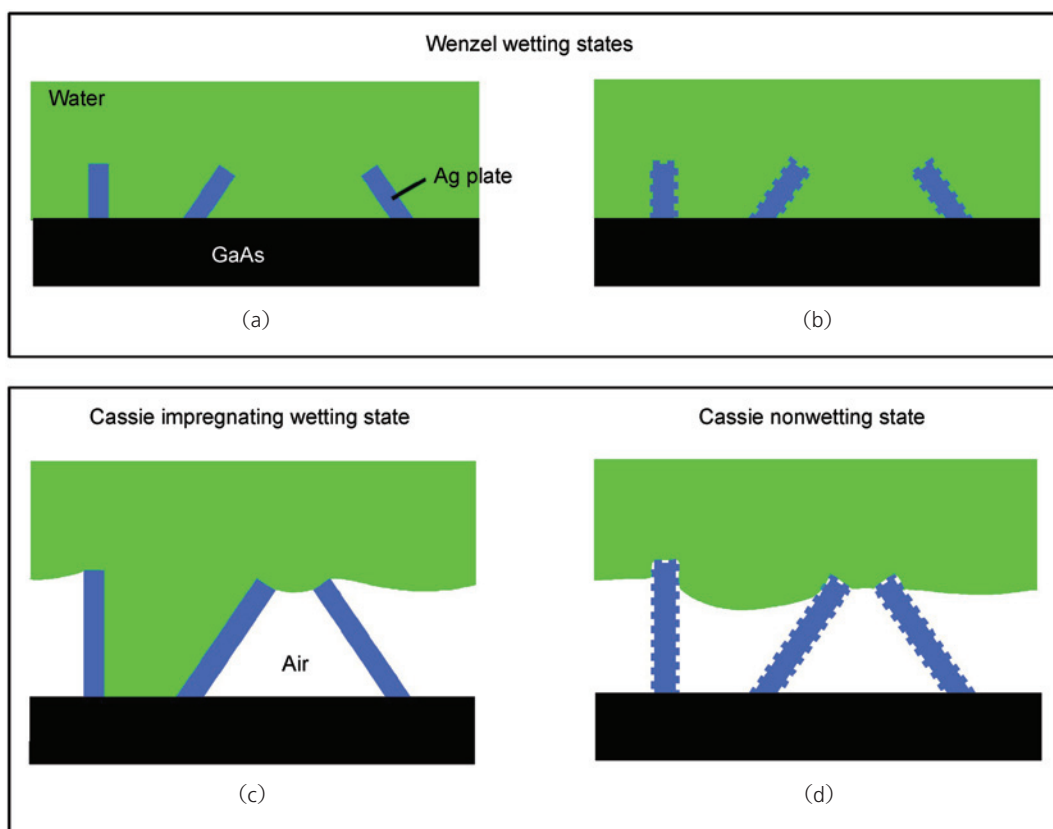 Wenzel wetting states
Water
Ag plate
GaAs
(a)
(b)
Cassie impregnating wetting state
Cassie nonwetting state
Air
(c)
(d)